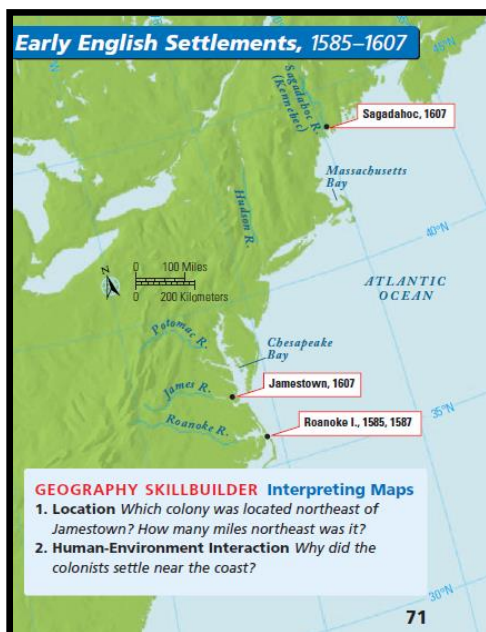 Early English Settlements, 1585–1607
45°N
Sagadahoc R.
(Kennebec)
Sagadahoc, 1607
Massachusetts
Bay
Hudson R.
40°N
N
0 100 Miles
0 200 Kilometers
ATLANTIC
OCEAN
Potomac R.
Chesapeake
Bay
James R.
Jamestown, 1607
35°N
Roanoke R.
Roanoke I., 1585, 1587
GEOGRAPHY SKILLBUILDER Interpreting Maps
1. Location Which colony was located northeast of
Jamestown? How many miles northeast was it?
2. Human-Environment Interaction Why did the
colonists settle near the coast?
30°N
71